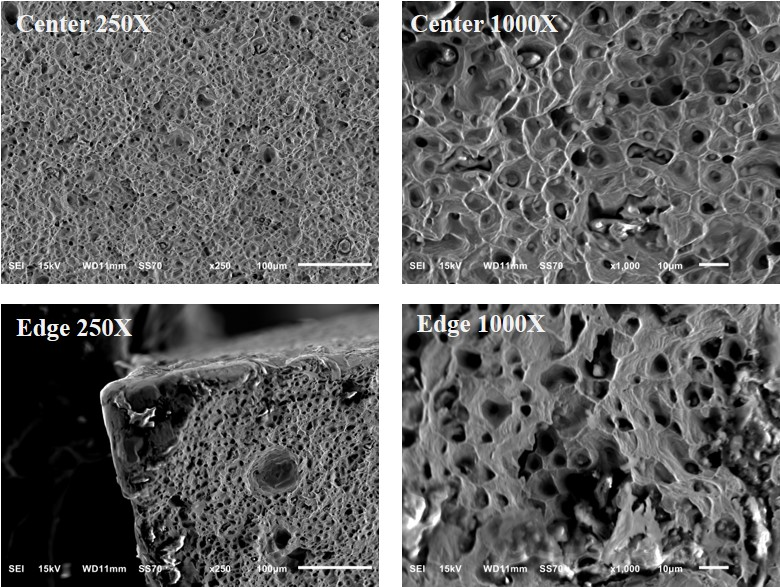 Center 250X
SEI 15kV WD11mm SS70 x250 100µm
Center 1000X
SEI 15kV WD11mm SS70 x1,000 10µm
Edge 250X
SEI 15kV WD11mm SS70 x250 100µm
Edge 1000X
SEI 15kV WD11mm SS70 x1,000 10µm